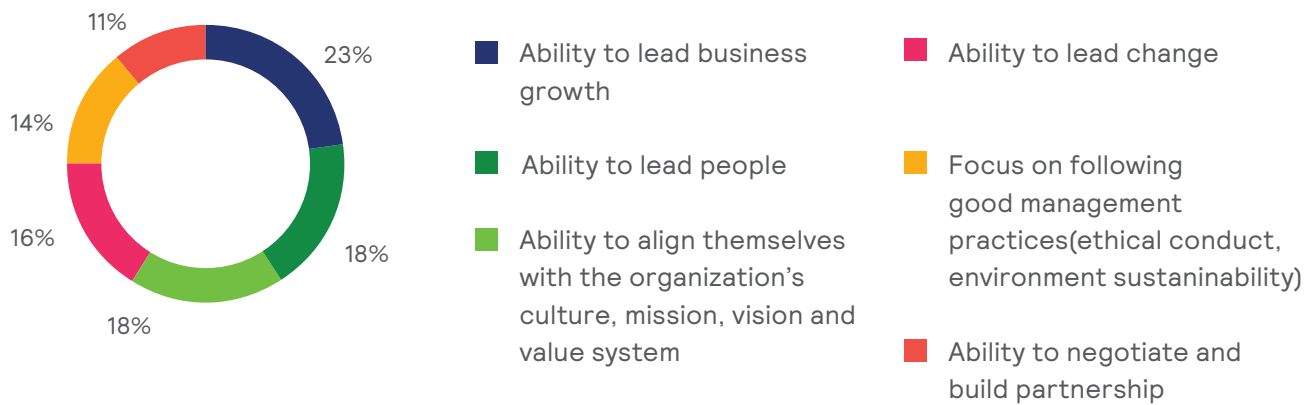 11%
23%
14%
16%
18%
18%
Ability to lead business
growth
Ability to lead people
Ability to align themselves
with the organization’s
culture, mission, vision and
value system
Ability to lead change
Focus on following
good management
practices(ethical conduct,
environment sustaninability)
Ability to negotiate and
build partnership